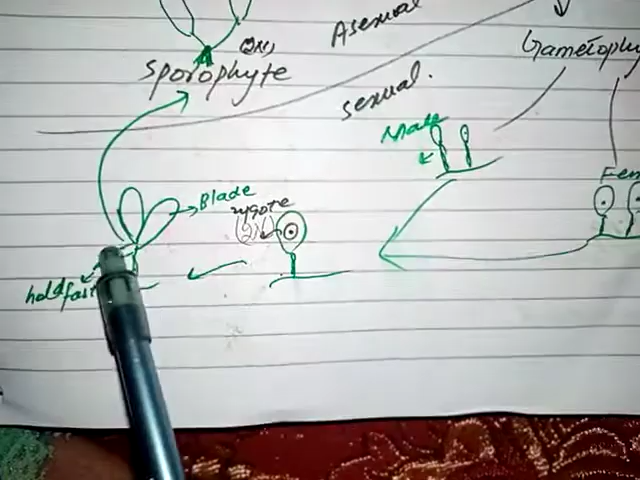 Asexual
(2n)
Sporophyte
Gametophy
sexual.
Male
Fem
Blade
zygote
(2n)
holdfast